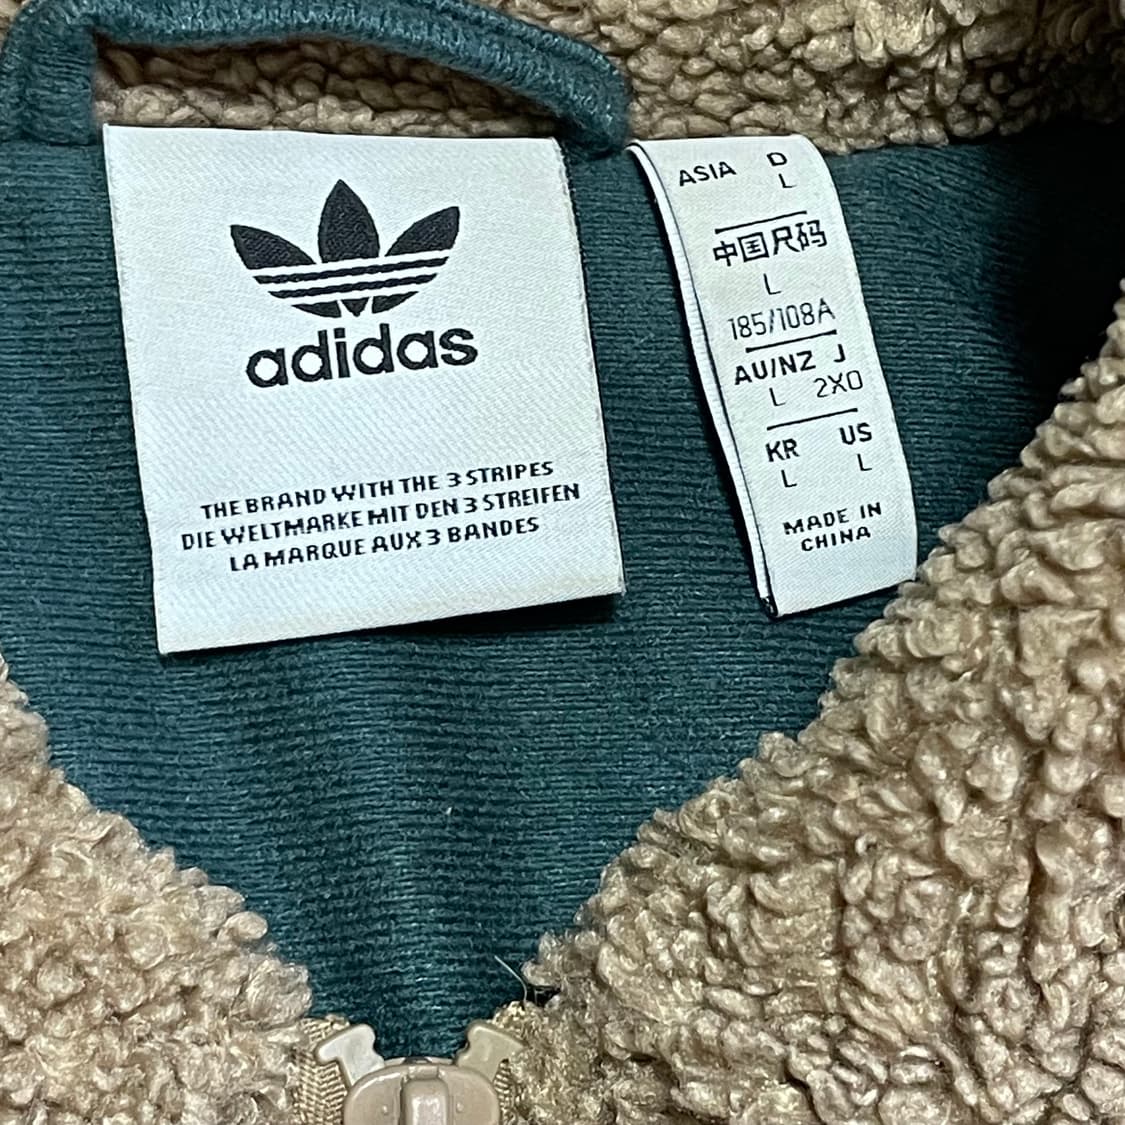 adidas
THE BRAND WITH THE 3 STRIPES
DIE WELTMARKE MIT DEN 3 STREIFEN
LA MARQUE AUX 3 BANDES
ASIA D
L
中国尺码
L
185/108A
AU/NZ J
L 2XO
KR US
L L
MADE IN
CHINA